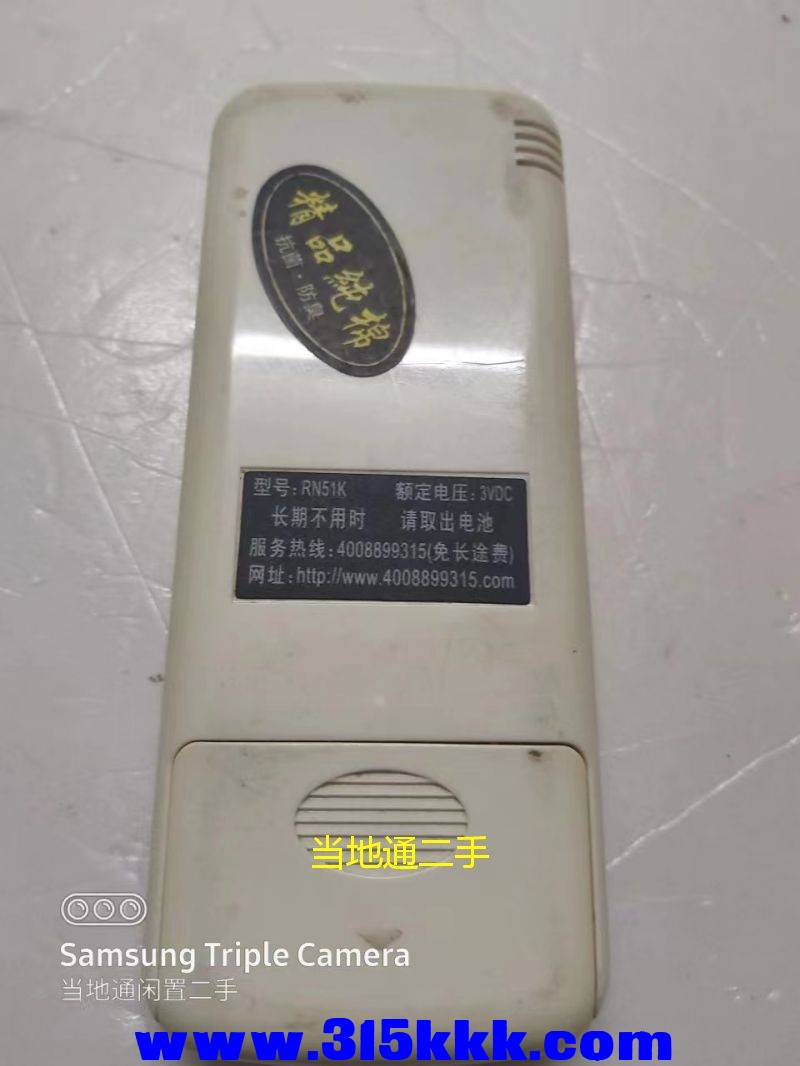 精品純棉
抗菌·防臭
型号:RN51K 额定电压:3VDC
长期不用时 请取出电池
服务热线:4008899315(免长途费)
网址:http://www.4008899315.com
当地通二手
Samsung Triple Camera
当地通闲置二手
www.315kkk.com